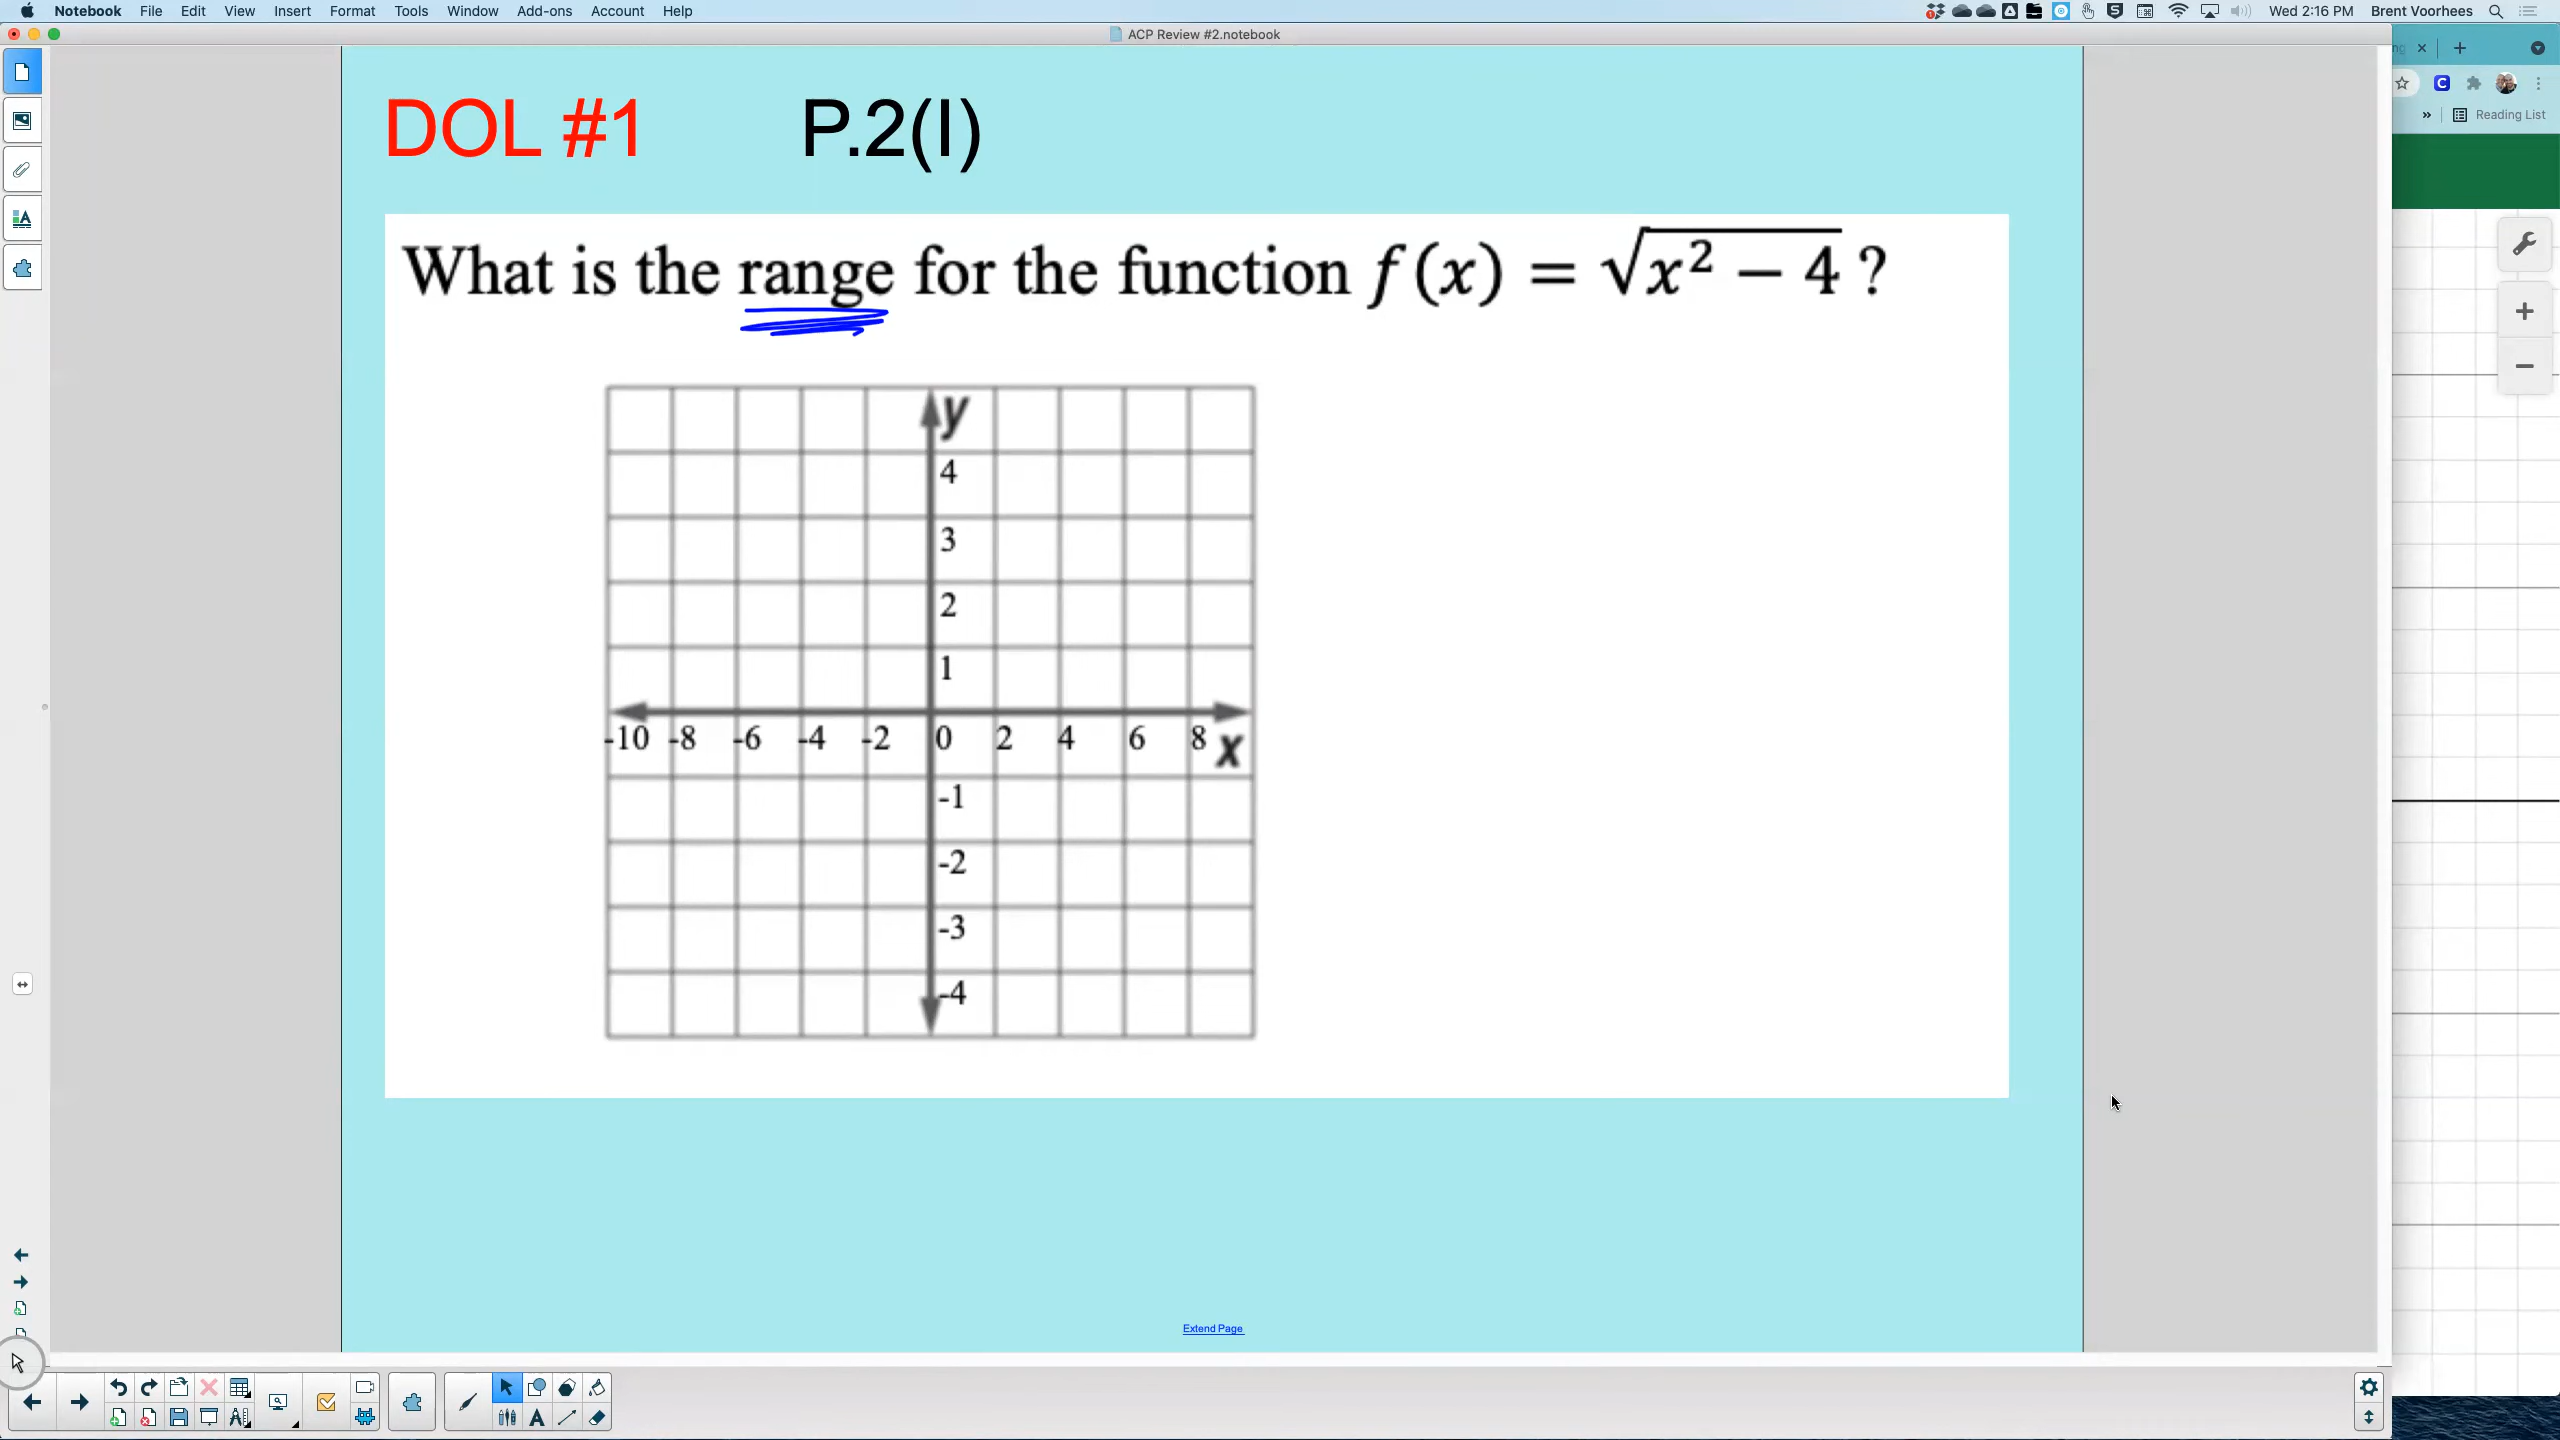 Notebook File Edit View Insert Format Tools Window Add-ons Account Help Wed 2:16 PM Brent Voorhees
ACP Review #2.notebook
Reading List
DOL #1 P.2(I)
What is the range for the function f(x) = √x² − 4 ?
y
4
3
2
1
-10 -8 -6 -4 -2 0 2 4 6 8 x
-1
-2
-3
-4
Extend Page